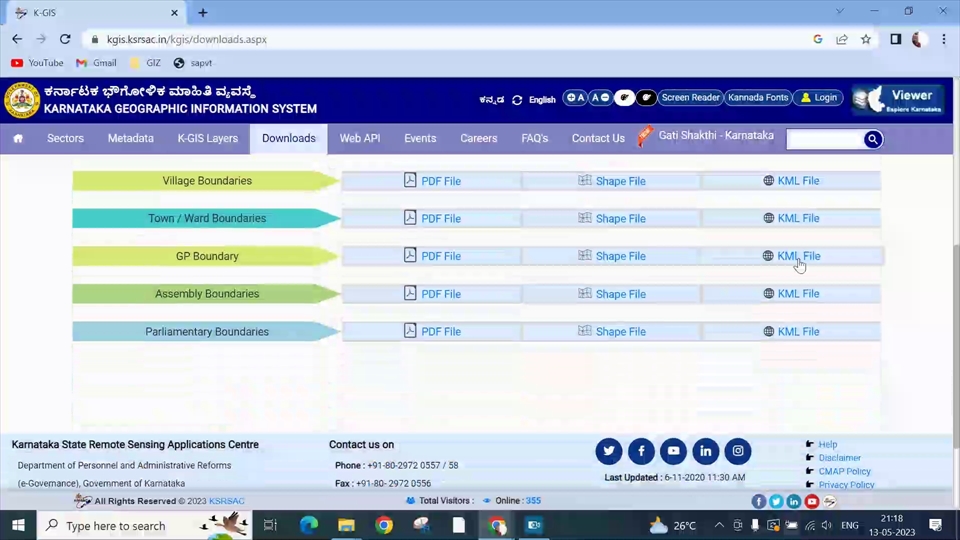 K-GIS
kgis.ksrsac.in/kgis/downloads.aspx
YouTube Gmail GIZ sapvt
ಕರ್ನಾಟಕ ಭೌಗೋಳಿಕ ಮಾಹಿತಿ ವ್ಯವಸ್ಥೆ
KARNATAKA GEOGRAPHIC INFORMATION SYSTEM
ಕನ್ನಡ English A A Screen Reader Kannada Fonts Login
Viewer
Explore Karnataka
Sectors Metadata K-GIS Layers Downloads Web API Events Careers FAQ's Contact Us Gati Shakthi - Karnataka
Village Boundaries PDF File Shape File KML File
Town / Ward Boundaries PDF File Shape File KML File
GP Boundary PDF File Shape File KML File
Assembly Boundaries PDF File Shape File KML File
Parliamentary Boundaries PDF File Shape File KML File
Karnataka State Remote Sensing Applications Centre
Department of Personnel and Administrative Reforms
(e-Governance), Government of Karnataka
Contact us on
Phone : +91-80-2972 0557 / 58
Fax : +91-80- 2972 0556
Last Updated : 6-11-2020 11:30 AM
Help
Disclaimer
CMAP Policy
Privacy Policy
All Rights Reserved © 2023 KSRSAC Total Visitors : Online : 355
Type here to search 26°C ENG 21:18
13-05-2023